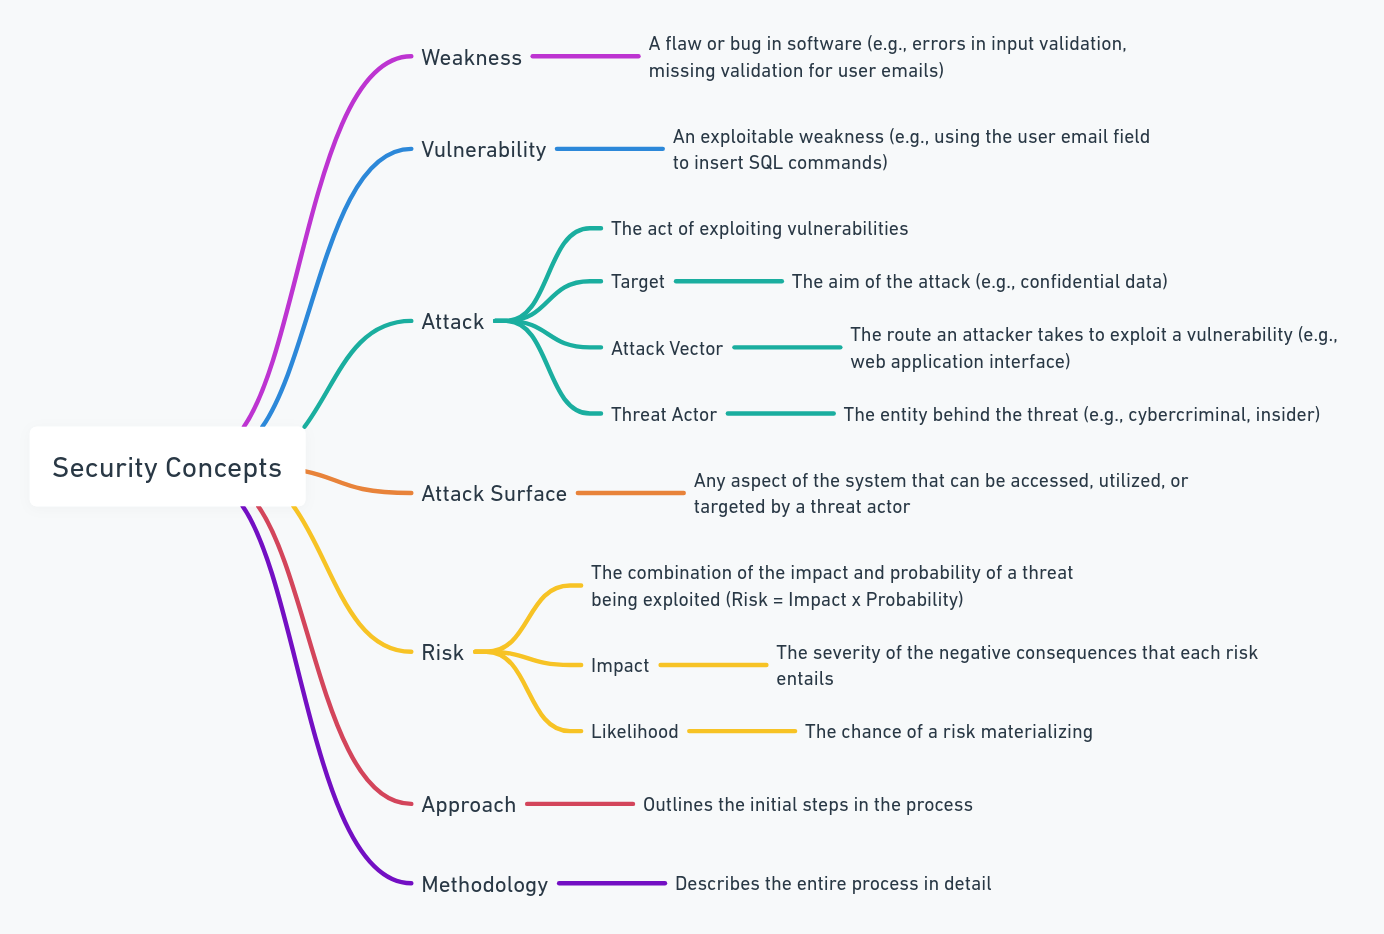 Security Concepts
Weakness
A flaw or bug in software (e.g., errors in input validation,
missing validation for user emails)
Vulnerability
An exploitable weakness (e.g., using the user email field
to insert SQL commands)
Attack
The act of exploiting vulnerabilities
Target
The aim of the attack (e.g., confidential data)
Attack Vector
The route an attacker takes to exploit a vulnerability (e.g.,
web application interface)
Threat Actor
The entity behind the threat (e.g., cybercriminal, insider)
Attack Surface
Any aspect of the system that can be accessed, utilized, or
targeted by a threat actor
Risk
The combination of the impact and probability of a threat
being exploited (Risk = Impact x Probability)
Impact
The severity of the negative consequences that each risk
entails
Likelihood
The chance of a risk materializing
Approach
Outlines the initial steps in the process
Methodology
Describes the entire process in detail